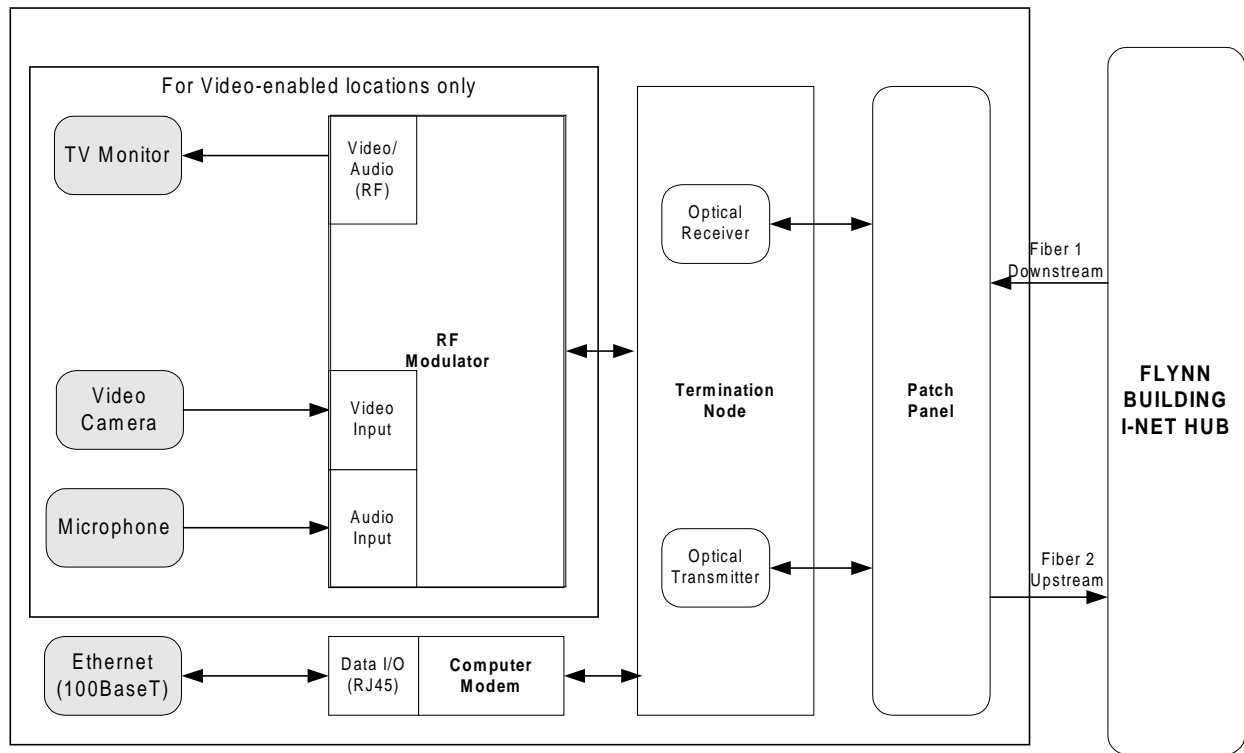 For Video-enabled locations only
TV Monitor
Video/
Audio
(RF)
RF
Modulator
Video
Camera
Video
Input
Microphone
Audio
Input
Ethernet
(100BaseT)
Data I/O
(RJ45)
Computer
Modem
Optical
Receiver
Termination
Node
Optical
Transmitter
Patch
Panel
Fiber 1
Downstream
Fiber 2
Upstream
FLYNN
BUILDING
I-NET HUB